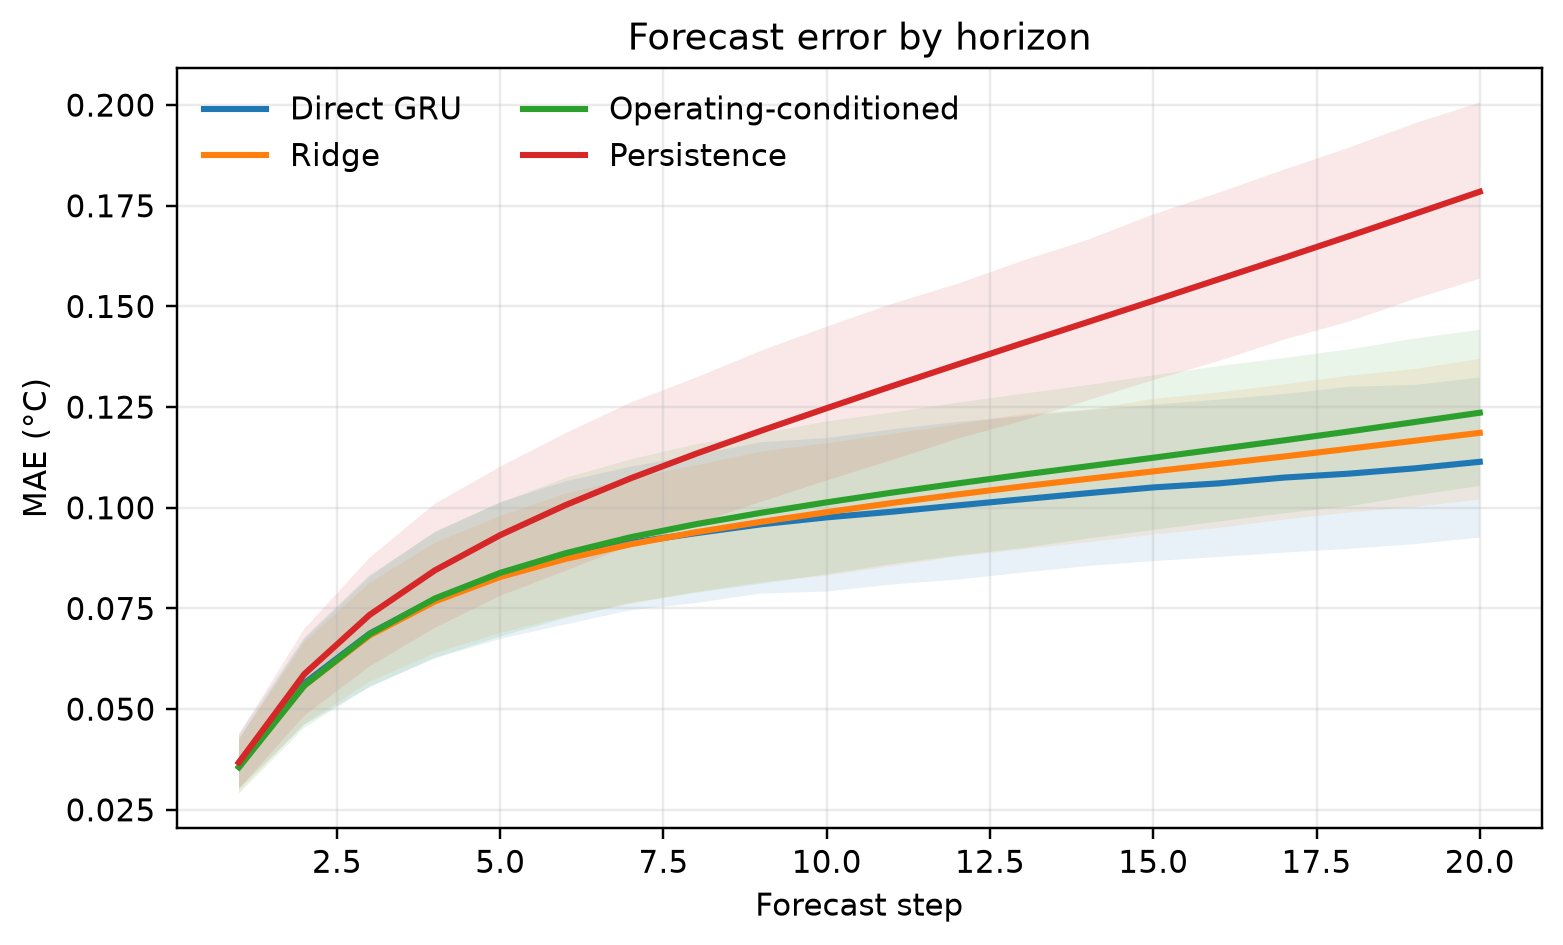 Forecast error by horizon
Direct GRU
Ridge
Operating-conditioned
Persistence
MAE (°C)
0.200
0.175
0.150
0.125
0.100
0.075
0.050
0.025
2.5 5.0 7.5 10.0 12.5 15.0 17.5 20.0
Forecast step